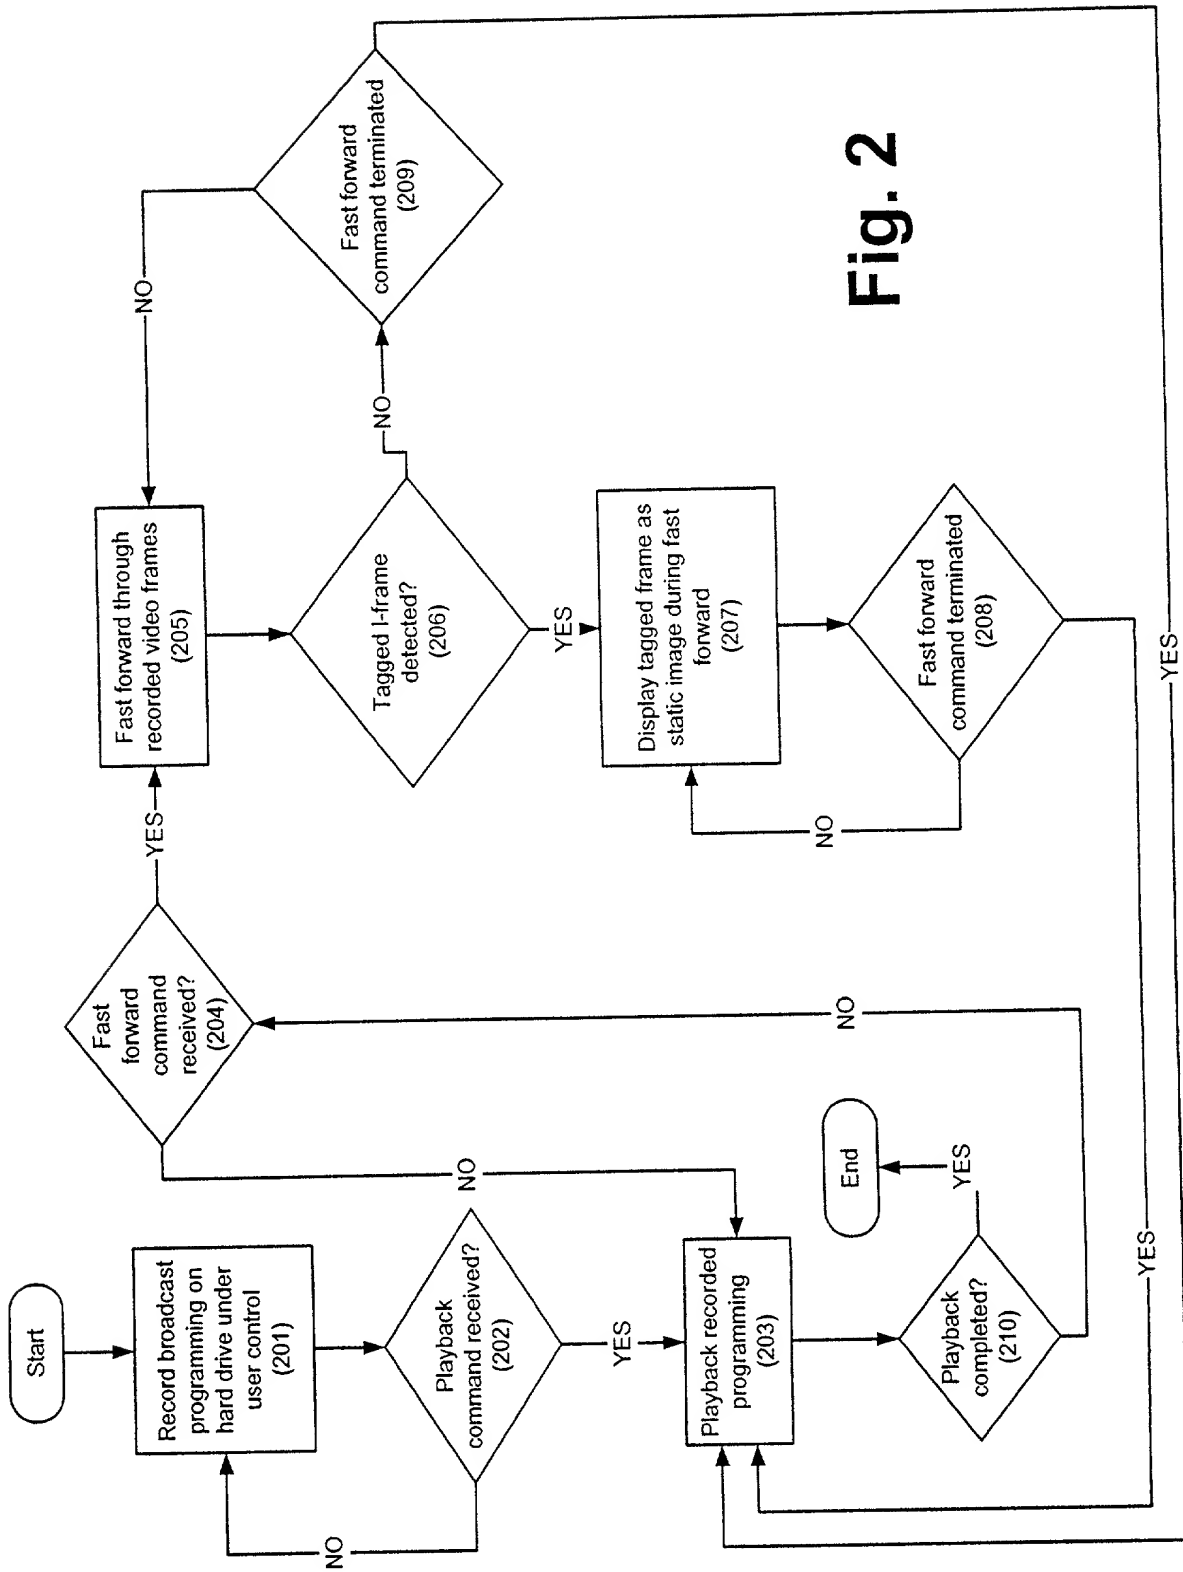 Start
Record broadcast
programming on
hard drive under
user control
(201)
Playback
command received?
(202)
NO
YES
Playback recorded
programming
(203)
Playback
completed?
(210)
YES
End
NO
Fast
forward
command
received?
(204)
NO
YES
Fast forward through
recorded video frames
(205)
Tagged I-frame
detected?
(206)
NO
YES
Display tagged frame as
static image during fast
forward
(207)
Fast forward
command terminated
(208)
NO
YES
Fast forward
command terminated
(209)
NO
YES
Fig. 2